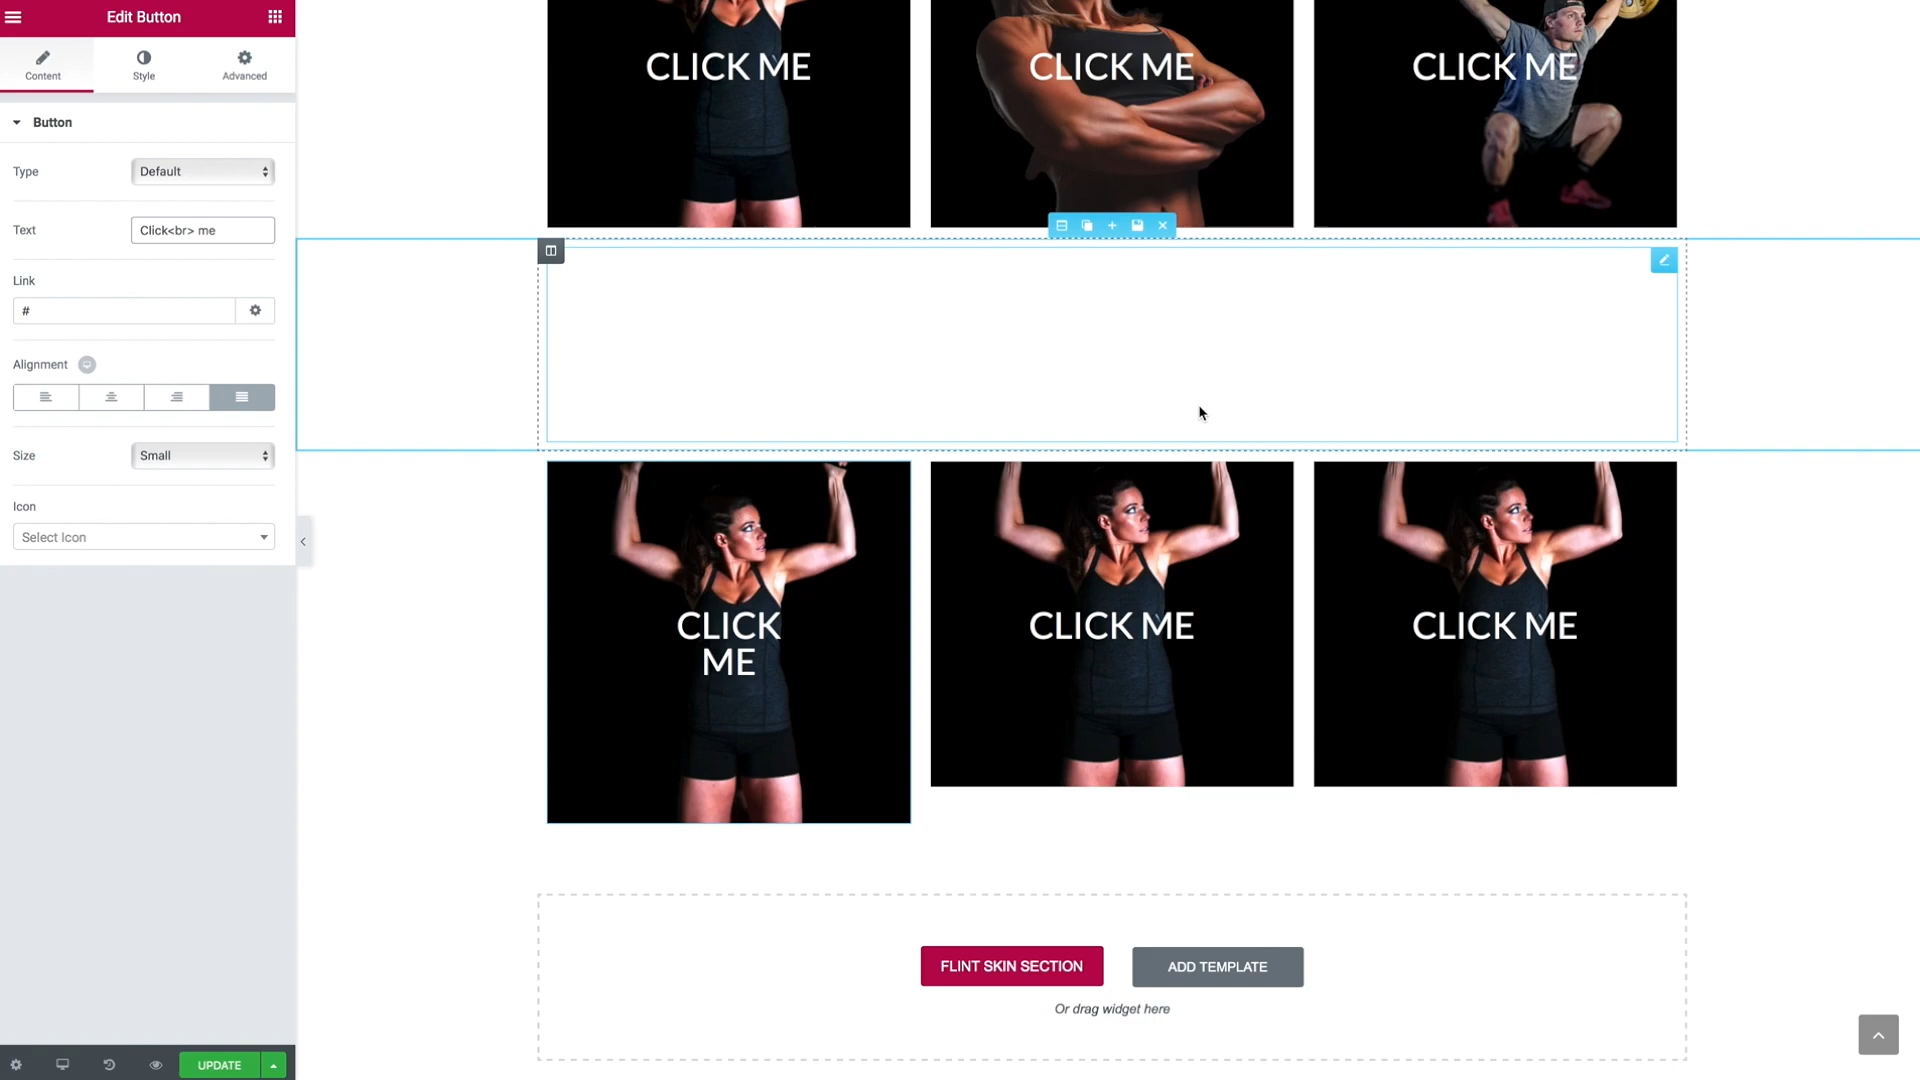 Edit Button
Content
Style
Advanced
Button
Type
Default
Text
Click<br> me
Link
#
Alignment
Size
Small
Icon
Select Icon
UPDATE
CLICK ME
CLICK ME
CLICK ME
CLICK
ME
CLICK ME
CLICK ME
FLINT SKIN SECTION
ADD TEMPLATE
Or drag widget here